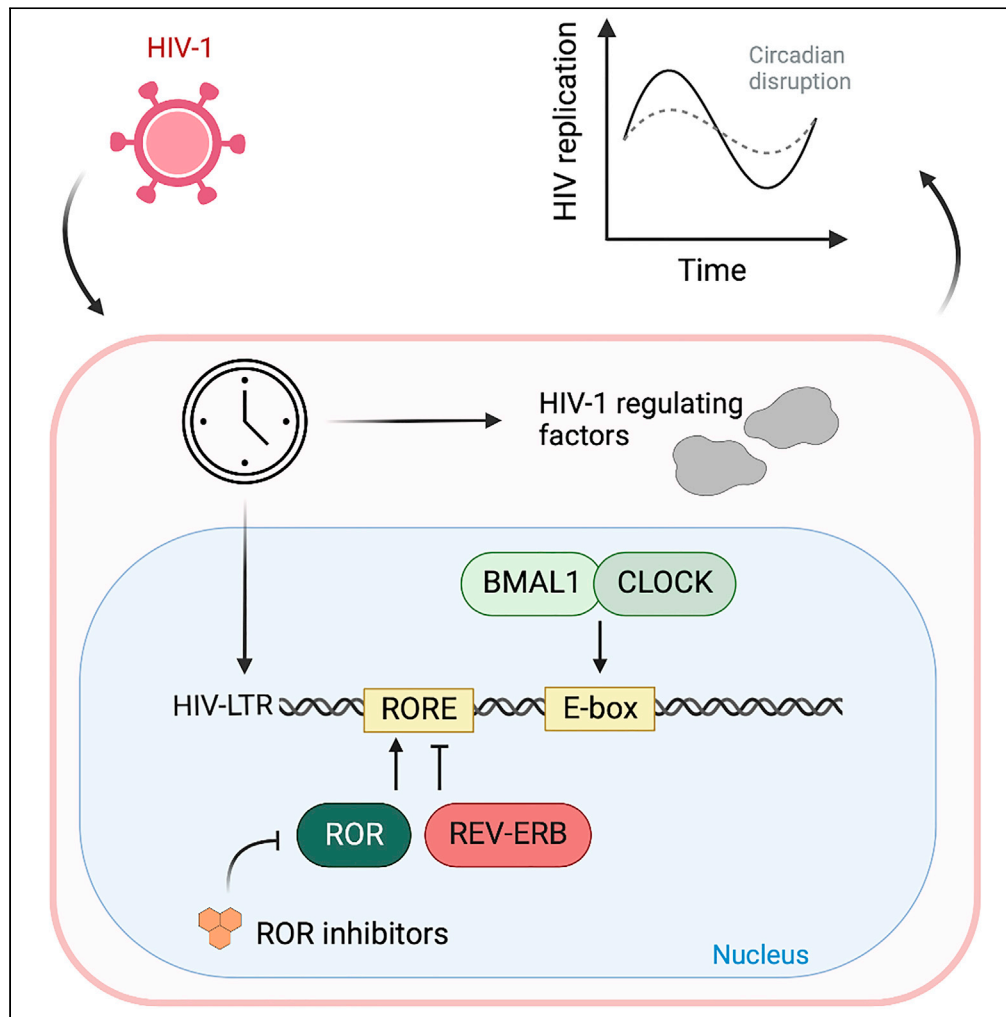 HIV-1
HIV replication
Circadian
disruption
Time
HIV-1 regulating
factors
BMAL1
CLOCK
HIV-LTR
RORE
E-box
ROR
REV-ERB
ROR inhibitors
Nucleus